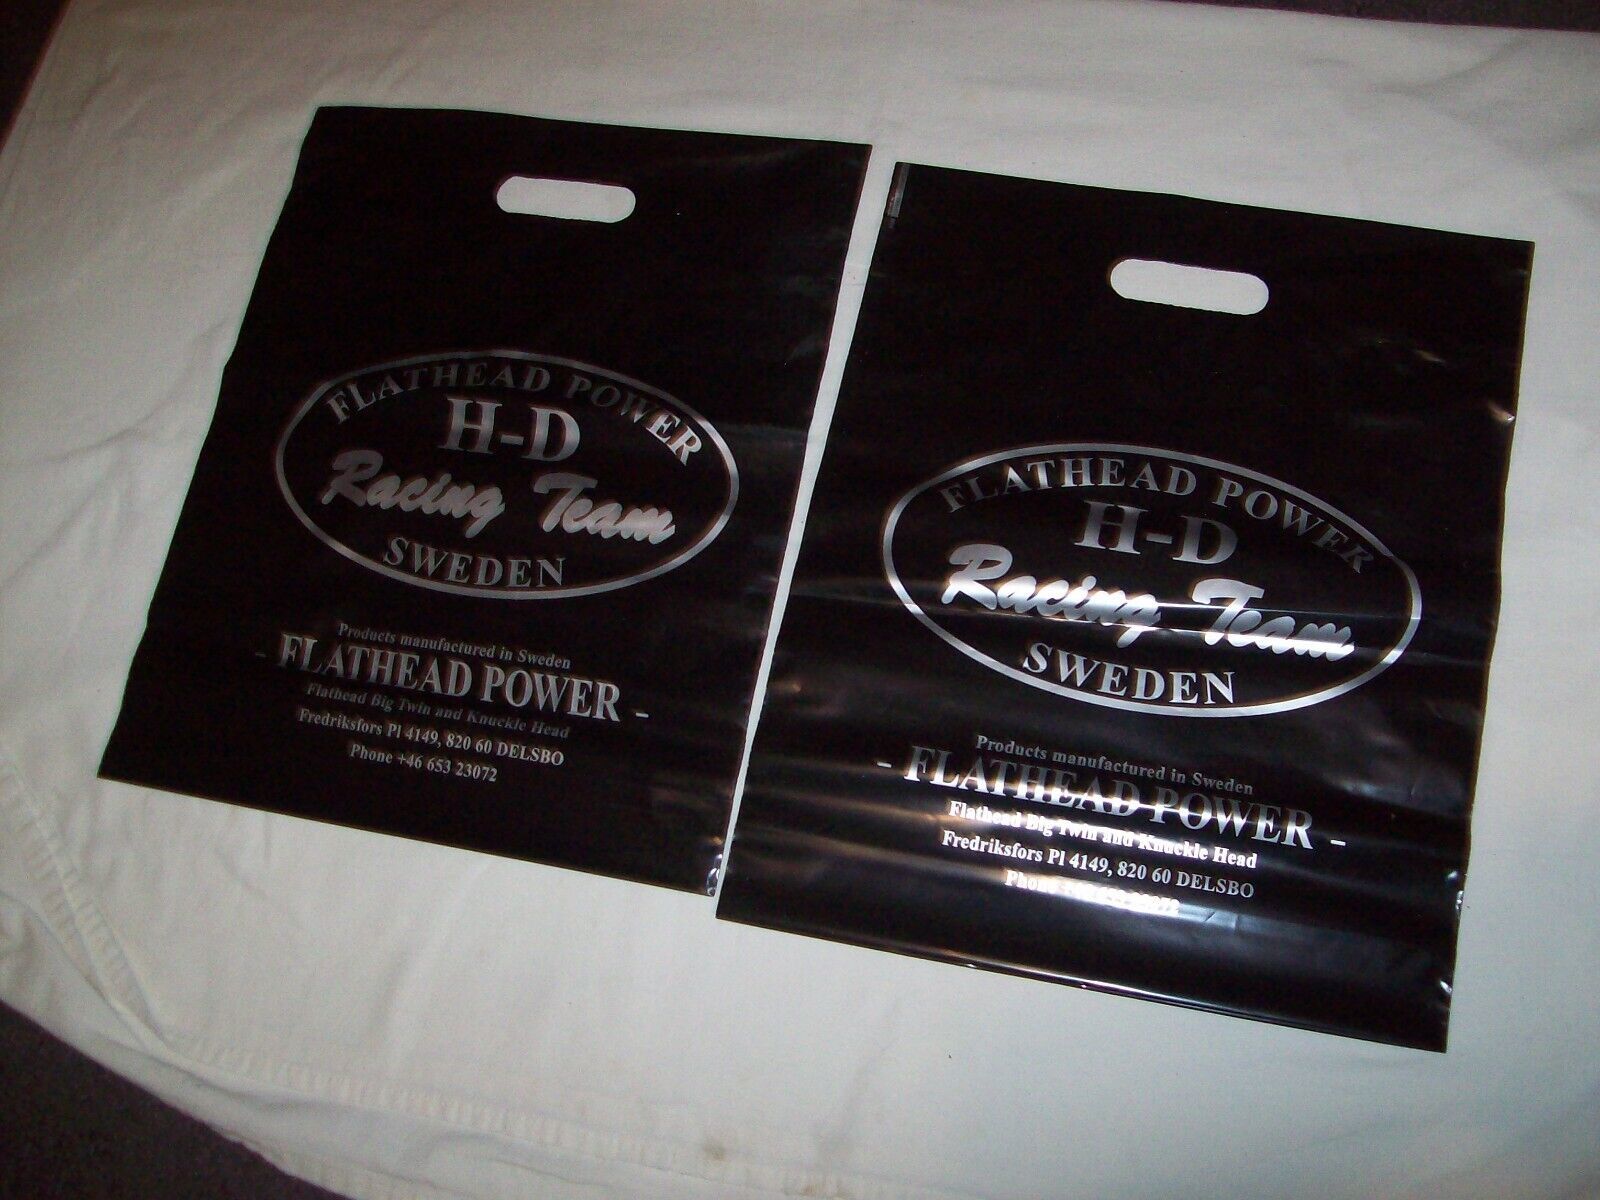 FLATHEAD POWER
H-D
Racing Team
SWEDEN
Products manufactured in Sweden
- FLATHEAD POWER -
Flathead Big Twin and Knuckle Head
Fredriksfors Pl 4149, 820 60 DELSBO
Phone +46 653 23072
FLATHEAD POWER
H-D
Racing Team
SWEDEN
Products manufactured in Sweden
- FLATHEAD POWER -
Flathead Big Twin and Knuckle Head
Fredriksfors Pl 4149, 820 60 DELSBO
Phone